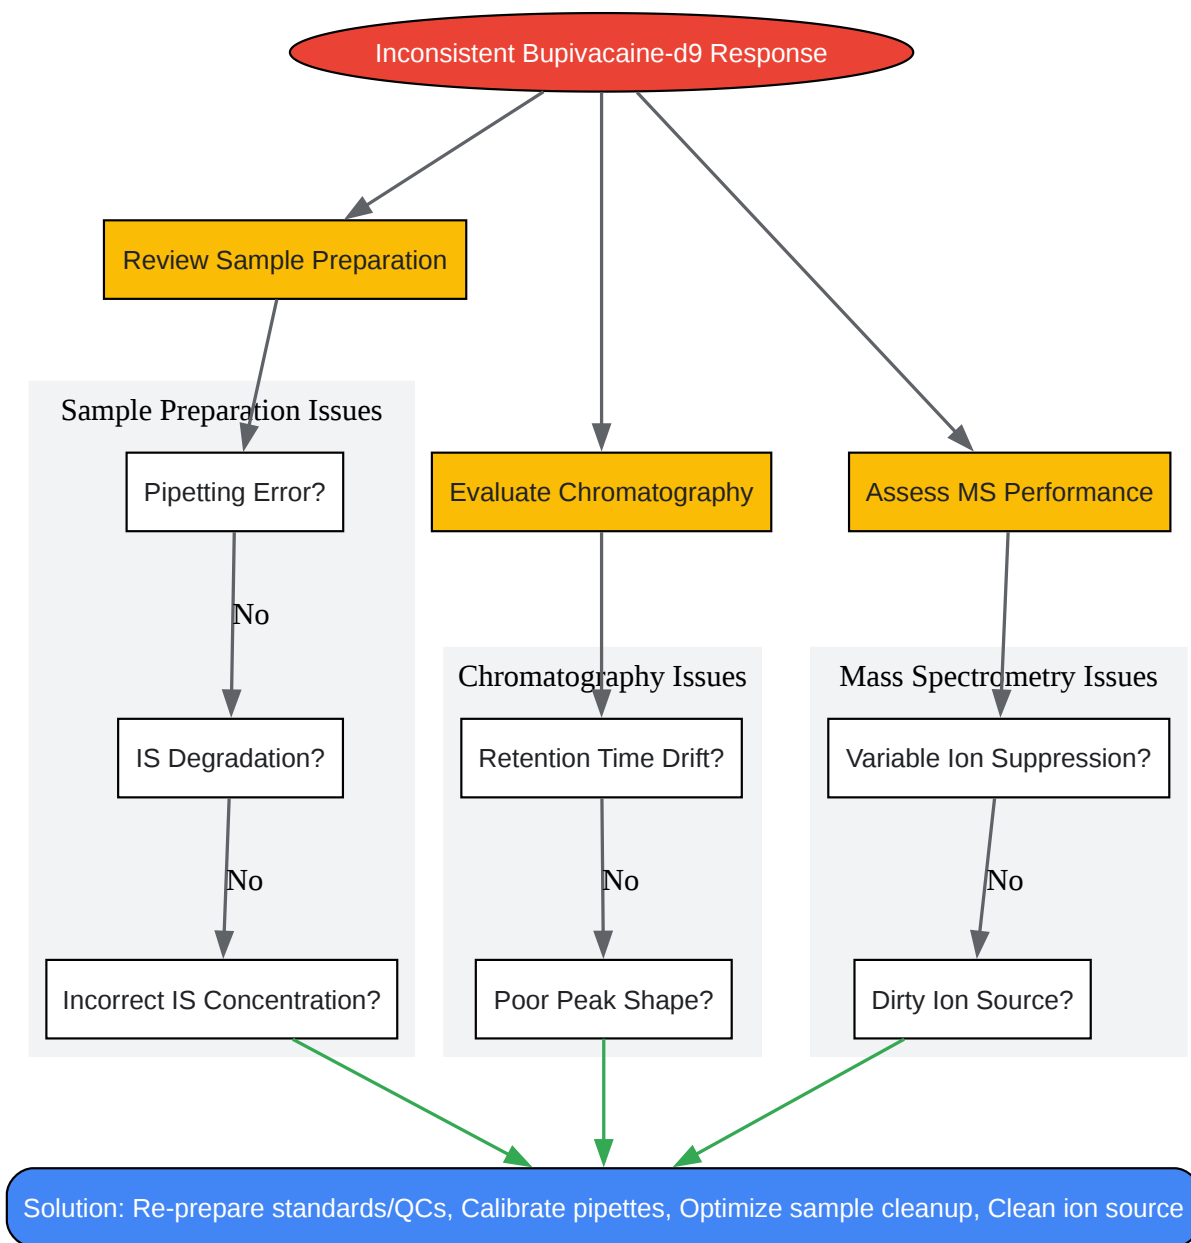 Inconsistent Bupivacaine-d9 Response
Review Sample Preparation
Sample Preparation Issues
Pipetting Error?
Evaluate Chromatography
Assess MS Performance
No
Chromatography Issues
Mass Spectrometry Issues
IS Degradation?
Retention Time Drift?
Variable Ion Suppression?
No
No
No
Incorrect IS Concentration?
Poor Peak Shape?
Dirty Ion Source?
Solution: Re-prepare standards/QCs, Calibrate pipettes, Optimize sample cleanup, Clean ion source